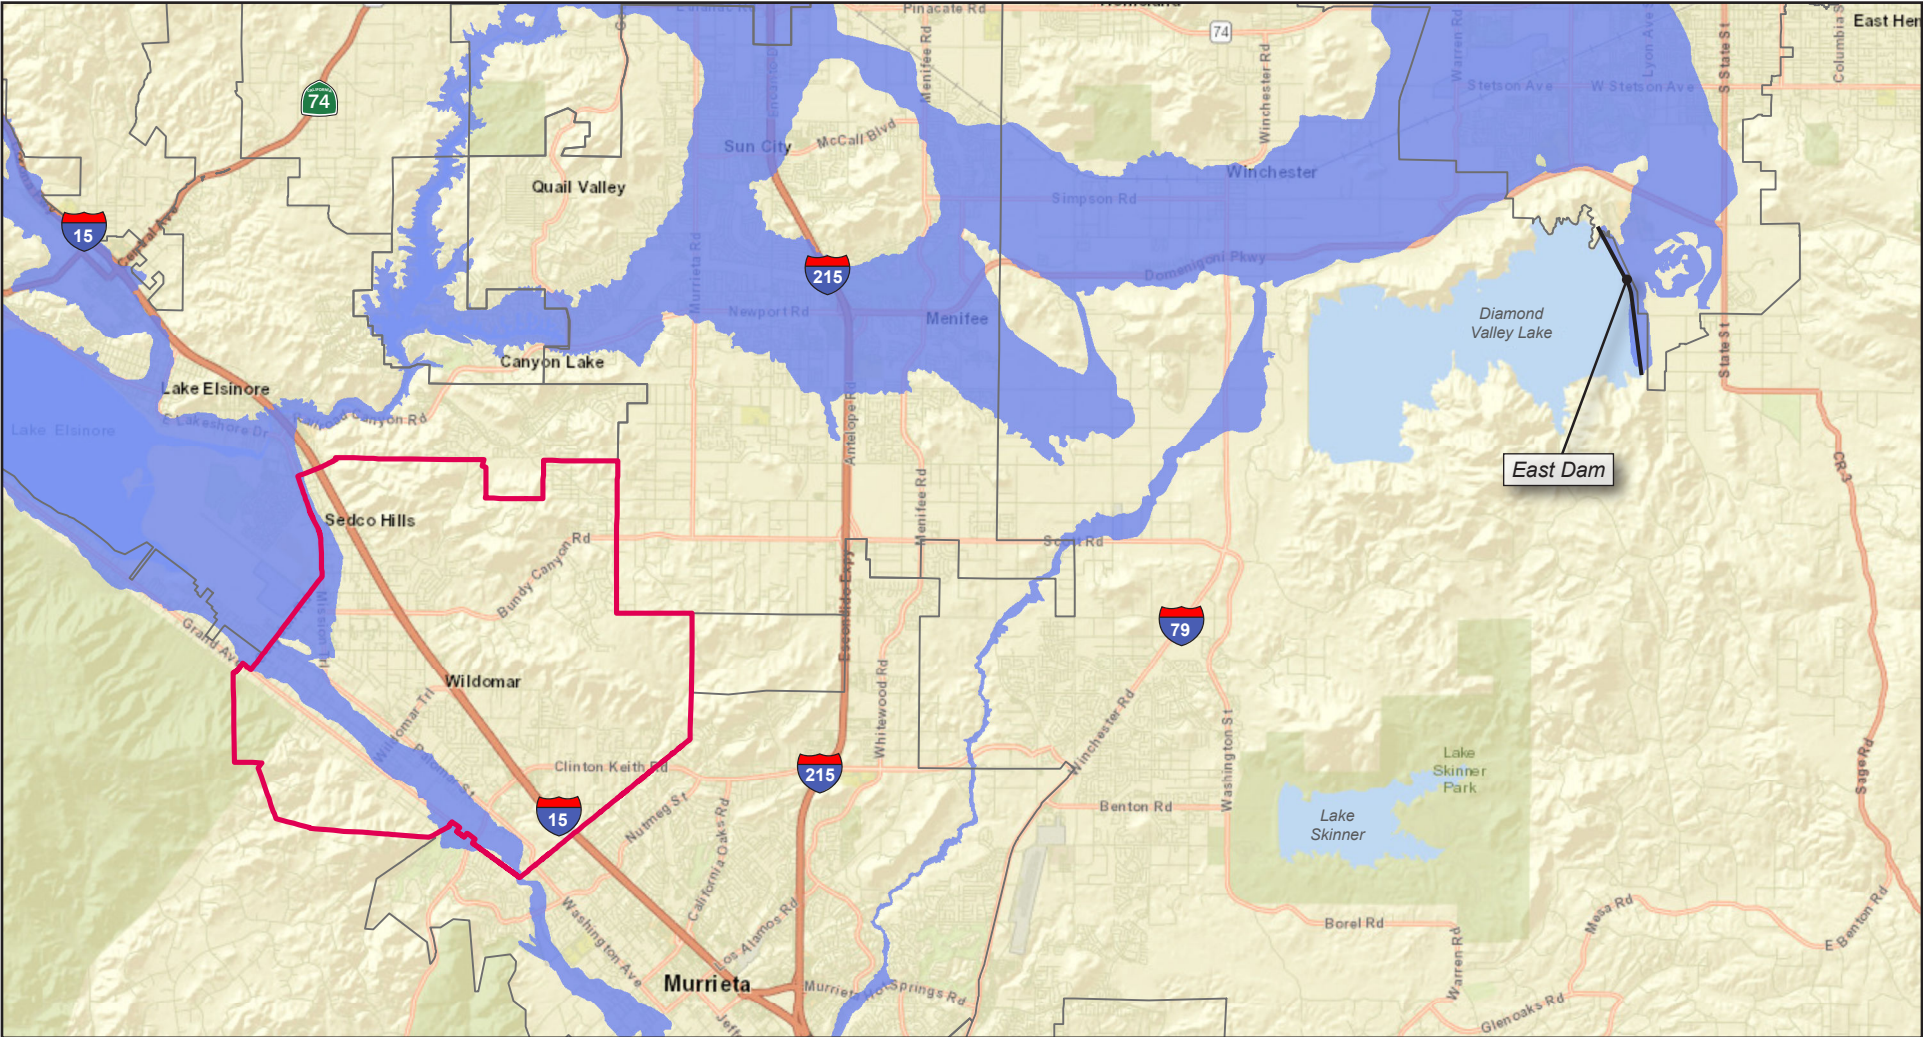 Pinacate Rd
74
East Hen
Menifee Rd
Winchester Rd
Warren Rd
Lyon Ave S
S State St
Columbia S
Stetson Ave
W Stetson Ave
CALIFORNIA
74
Encanto D
Sun City
McCall Blvd
Quail Valley
Winchester
Simpson Rd
15
Central Ave
Murrieta Rd
215
Domenigoni Pkwy
Newport Rd
Menifee
Diamond
Valley Lake
State St
Canyon Lake
Lake Elsinore
Railroad Canyon Rd
E Lakeshore Dr
Lake Elsinore
Antelope Rd
East Dam
CR 3
Sedco Hills
Menifee Rd
Bundy Canyon Rd
Scott Rd
Escondido Expy
Mission Trl
Grand Ave
79
Wildomar
Whitewood Rd
Wildomar Trl
Palomar St
Winchester Rd
Washington St
Clinton Keith Rd
215
Lake
Skinner
Park
Sage Rd
15
Nutmeg St
California Oaks Rd
Benton Rd
Lake
Skinner
Los Alamos Rd
Washington Ave
Borel Rd
Mesa Rd
E Benton Rd
Warren Rd
Murrieta
Murrieta Hot Springs Rd
Glenoaks Rd
Jeff